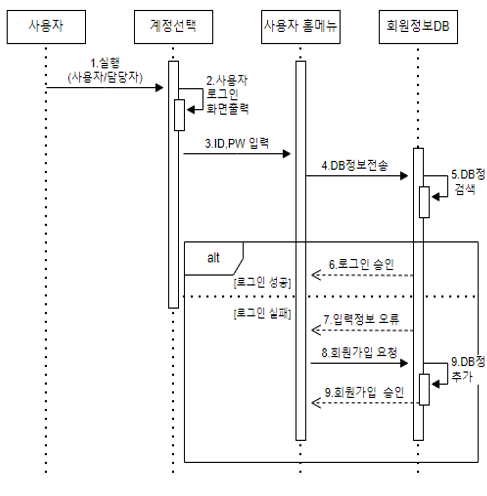 사용자
계정선택
사용자 홈메뉴
회원정보DB
1.실행
(사용자/담당자)
2.사용자
로그인
화면출력
3.ID,PW 입력
4.DB정보전송
5.DB정
검색
alt
6.로그인 승인
[로그인 성공]
[로그인 실패]
7.입력정보 오류
8.회원가입 요청
9.DB정
추가
9.회원가입 승인